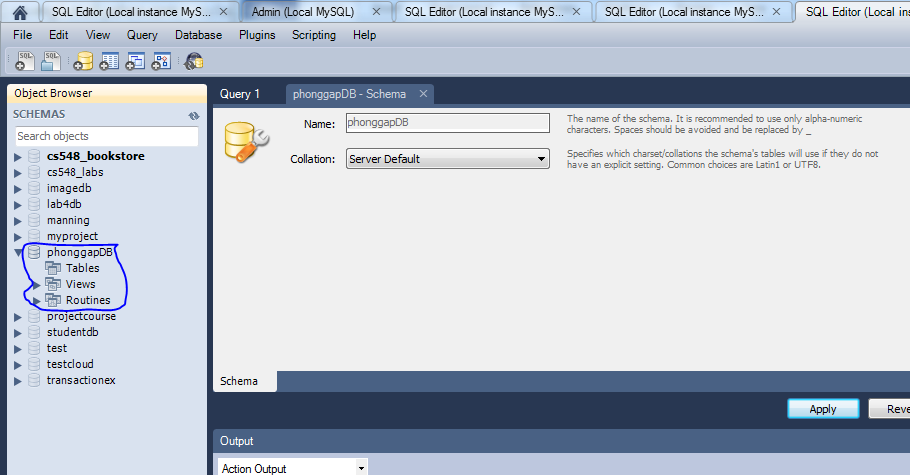 SQL Editor (Local instance MyS...
Admin (Local MySQL)
SQL Editor (Local instance MyS...
SQL Editor (Local instance MyS...
SQL Editor (Local ins
File Edit View Query Database Plugins Scripting Help
Object Browser
SCHEMAS
Search objects
cs548_bookstore
cs548_labs
imagedb
lab4db
manning
myproject
phonggapDB
Tables
Views
Routines
projectcourse
studentdb
test
testcloud
transactionex
Query 1
phonggapDB - Schema
Name: phonggapDB
The name of the schema. It is recommended to use only alpha-numeric
characters. Spaces should be avoided and be replaced by _
Collation: Server Default
Specifies which charset/collations the schema's tables will use if they do not
have an explicit setting. Common choices are Latin1 or UTF8.
Schema
Apply
Reve
Output
Action Output